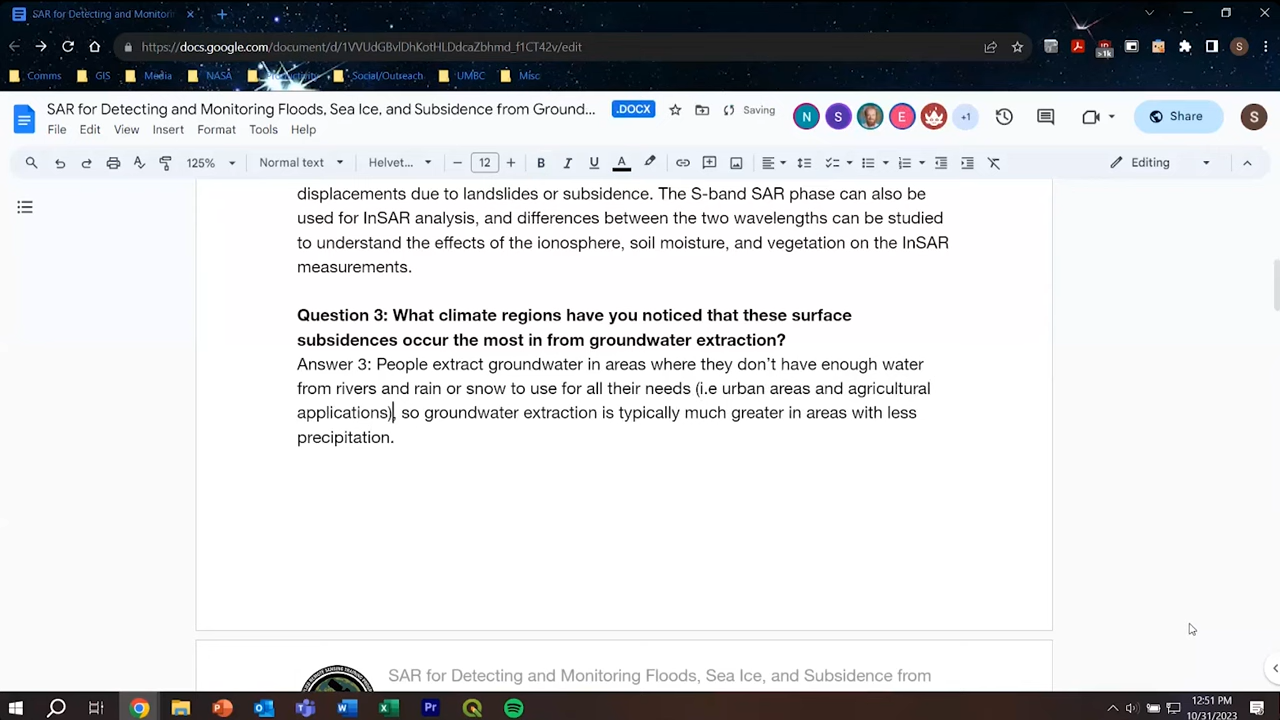 SAR for Detecting and Monitorin
https://docs.google.com/document/d/1VVUdGBvlDhKotHLDdcaZbhmd_f1CT42v/edit
>1k
S
Comms GIS Media NASA Productivity Social/Outreach UMBC Misc
SAR for Detecting and Monitoring Floods, Sea Ice, and Subsidence from Ground... .DOCX Saving
N S E +1 Share S
File Edit View Insert Format Tools Help
125% Normal text Helvet... 12 B I U A Editing
displacements due to landslides or subsidence. The S-band SAR phase can also be
used for InSAR analysis, and differences between the two wavelengths can be studied
to understand the effects of the ionosphere, soil moisture, and vegetation on the InSAR
measurements.
Question 3: What climate regions have you noticed that these surface
subsidences occur the most in from groundwater extraction?
Answer 3: People extract groundwater in areas where they don't have enough water
from rivers and rain or snow to use for all their needs (i.e urban areas and agricultural
applications), so groundwater extraction is typically much greater in areas with less
precipitation.
SAR for Detecting and Monitoring Floods, Sea Ice, and Subsidence from
12:51 PM
10/31/2023